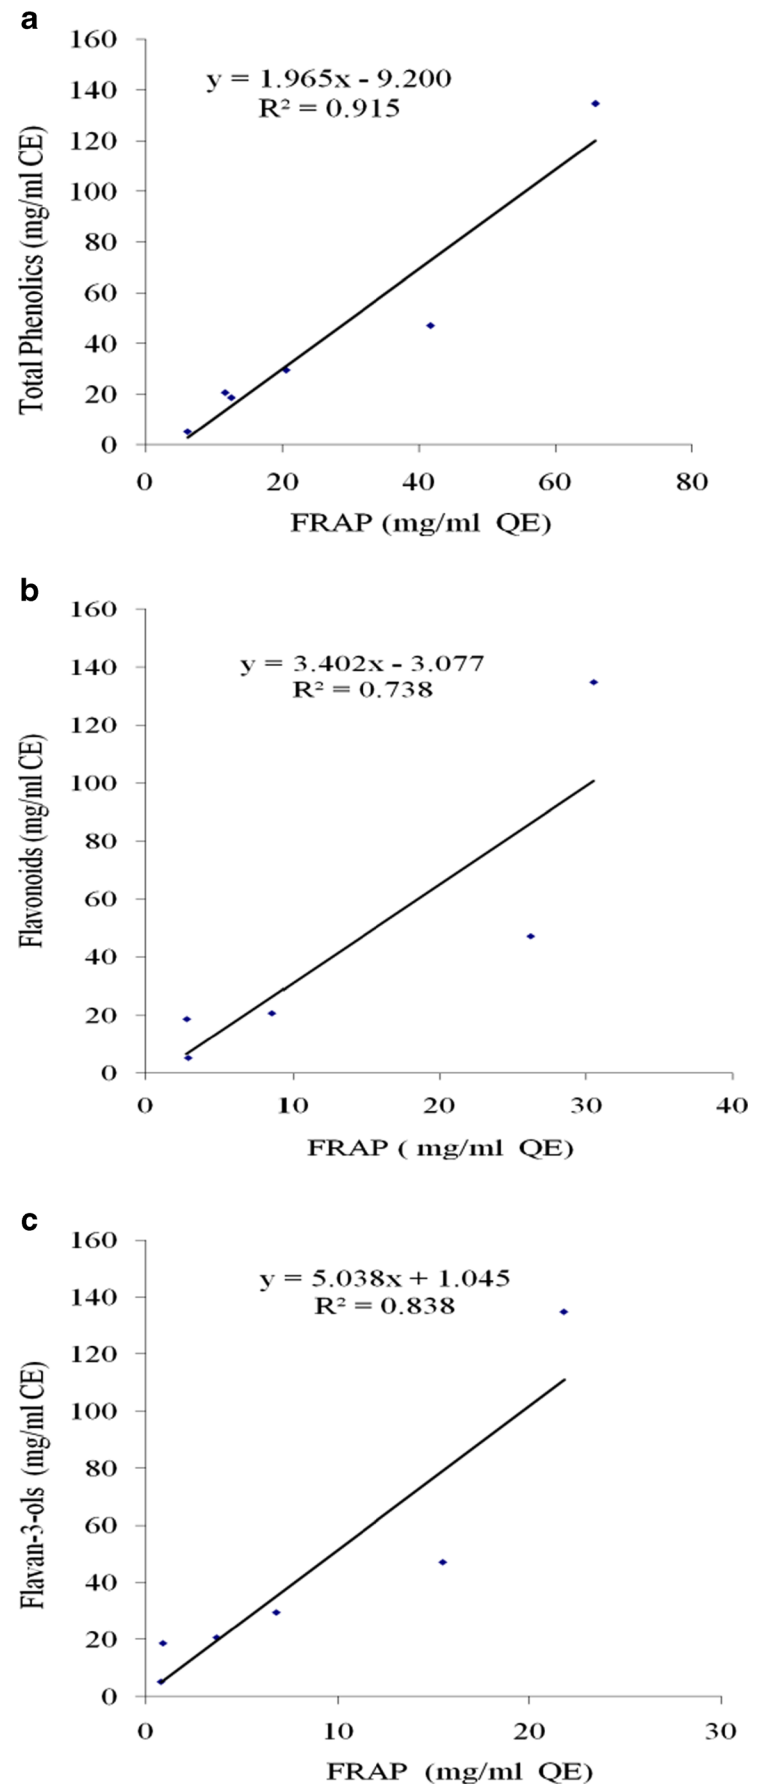 a
160
140
120
100
80
60
40
20
0
y = 1.965x - 9.200
R² = 0.915
Total Phenolics (mg/ml CE)
0 20 40 60 80
FRAP (mg/ml QE)
b
160
140
120
100
80
60
40
20
0
y = 3.402x - 3.077
R² = 0.738
Flavonoids (mg/ml CE)
0 10 20 30 40
FRAP ( mg/ml QE)
c
160
140
120
100
80
60
40
20
0
y = 5.038x + 1.045
R² = 0.838
Flavan-3-ols (mg/ml CE)
0 10 20 30
FRAP (mg/ml QE)